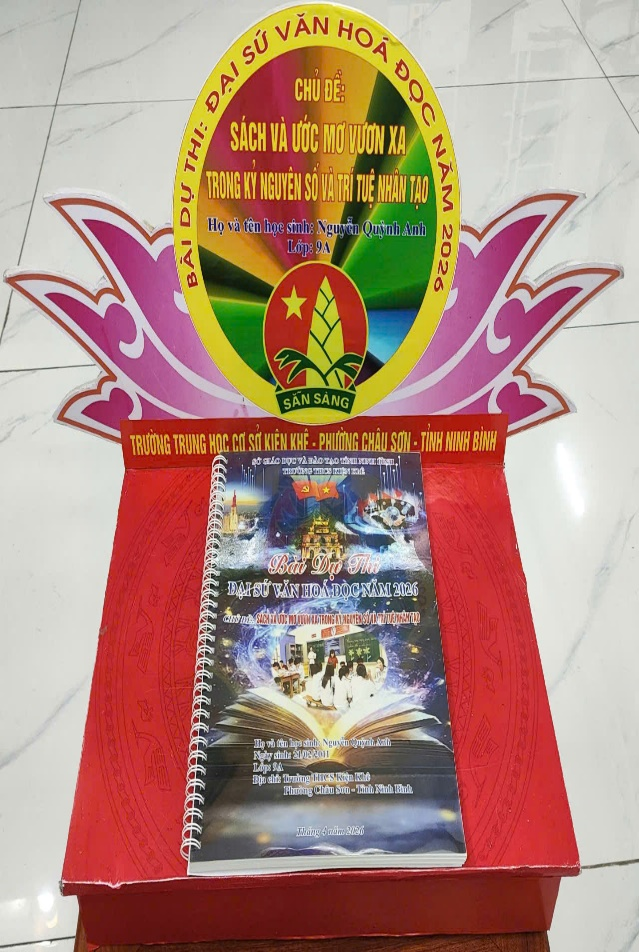 BÀI DỰ THI: ĐẠI SỨ VĂN HOÁ ĐỌC NĂM 2026
CHỦ ĐỀ:
SÁCH VÀ ƯỚC MƠ VƯƠN XA
TRONG KỶ NGUYÊN SỐ VÀ TRÍ TUỆ NHÂN TẠO
Họ và tên học sinh: Nguyễn Quỳnh Anh
Lớp: 9A
SẴN SÀNG
TRƯỜNG TRUNG HỌC CƠ SỞ KIỆN KHÊ - PHƯỜNG CHÂU SƠN - TỈNH NINH BÌNH
SỞ GIÁO DỤC VÀ ĐÀO TẠO TỈNH NINH BÌNH
TRƯỜNG THCS KIỆN KHÊ
Bài Dự Thi
ĐẠI SỨ VĂN HOÁ ĐỌC NĂM 2026
CHỦ ĐỀ: SÁCH VÀ ƯỚC MƠ VƯƠN XA TRONG KỶ NGUYÊN SỐ VÀ TRÍ TUỆ NHÂN TẠO
Họ và tên học sinh: Nguyễn Quỳnh Anh
Ngày sinh: 21/02/2011
Lớp: 9A
Địa chỉ: Trường THCS Kiện Khê
Phường Châu Sơn - Tỉnh Ninh Bình
Tháng 4 năm 2026